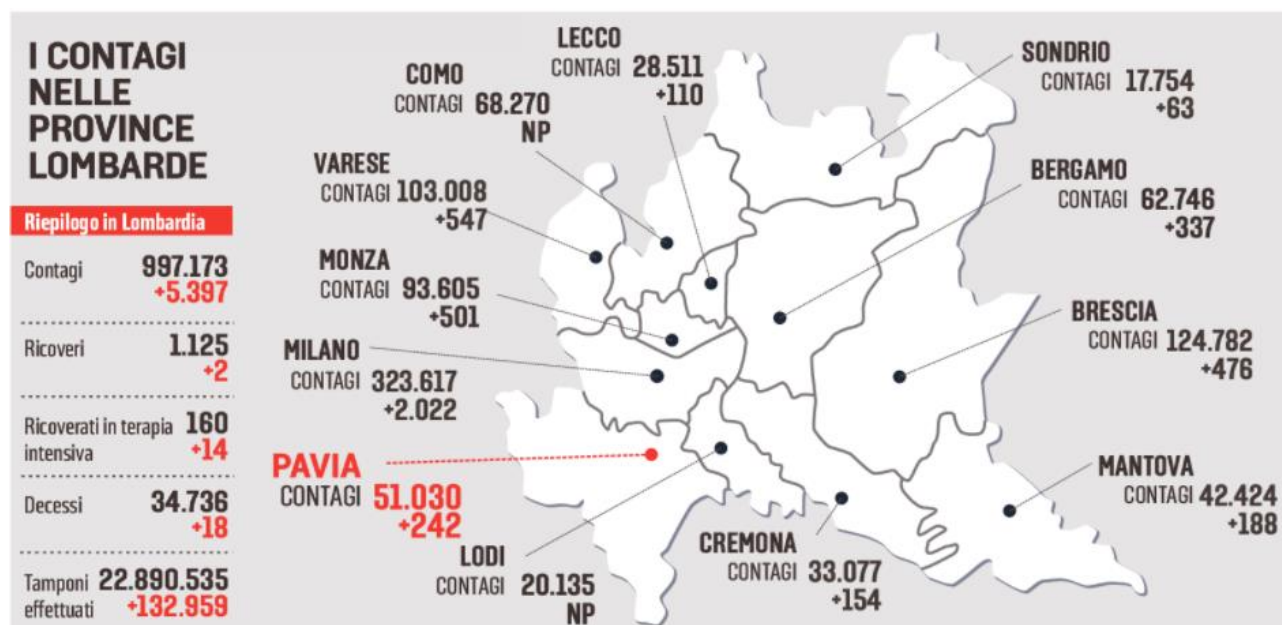 I CONTAGI
NELLE
PROVINCE
LOMBARDE
Riepilogo in Lombardia
Contagi 997.173
+5.397
Ricoveri 1.125
+2
Ricoverati in terapia 160
intensiva +14
Decessi 34.736
+18
Tamponi 22.890.535
effettuati +132.959
LECCO
CONTAGI 28.511
+110
COMO
CONTAGI 68.270
NP
VARESE
CONTAGI 103.008
+547
MONZA
CONTAGI 93.605
+501
MILANO
CONTAGI 323.617
+2.022
PAVIA
CONTAGI 51.030
+242
LODI
CONTAGI 20.135
NP
CREMONA
CONTAGI 33.077
+154
SONDRIO
CONTAGI 17.754
+63
BERGAMO
CONTAGI 62.746
+337
BRESCIA
CONTAGI 124.782
+476
MANTOVA
CONTAGI 42.424
+188